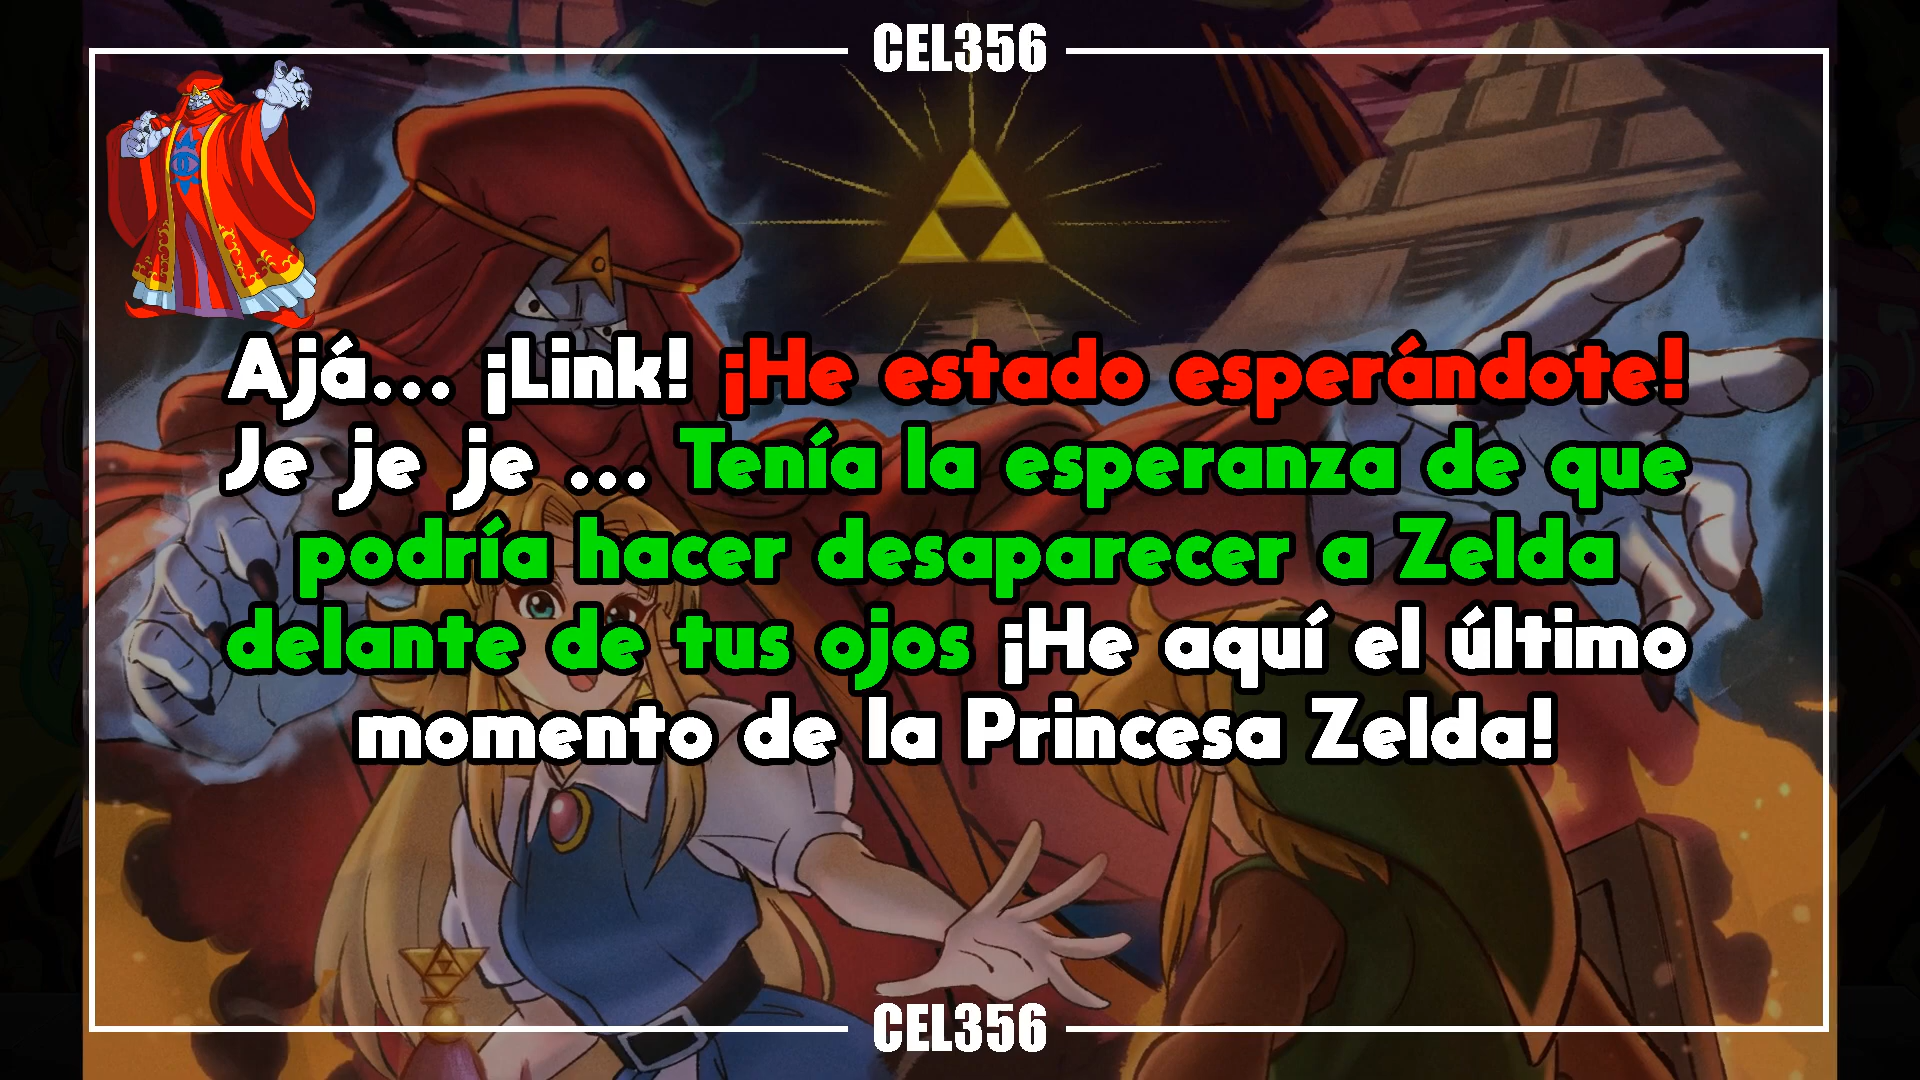 CEL356
Ajá... ¡Link! ¡He estado esperándote!
Je je je ... Tenía la esperanza de que
podría hacer desaparecer a Zelda
delante de tus ojos ¡He aquí el último
momento de la Princesa Zelda!
CEL356